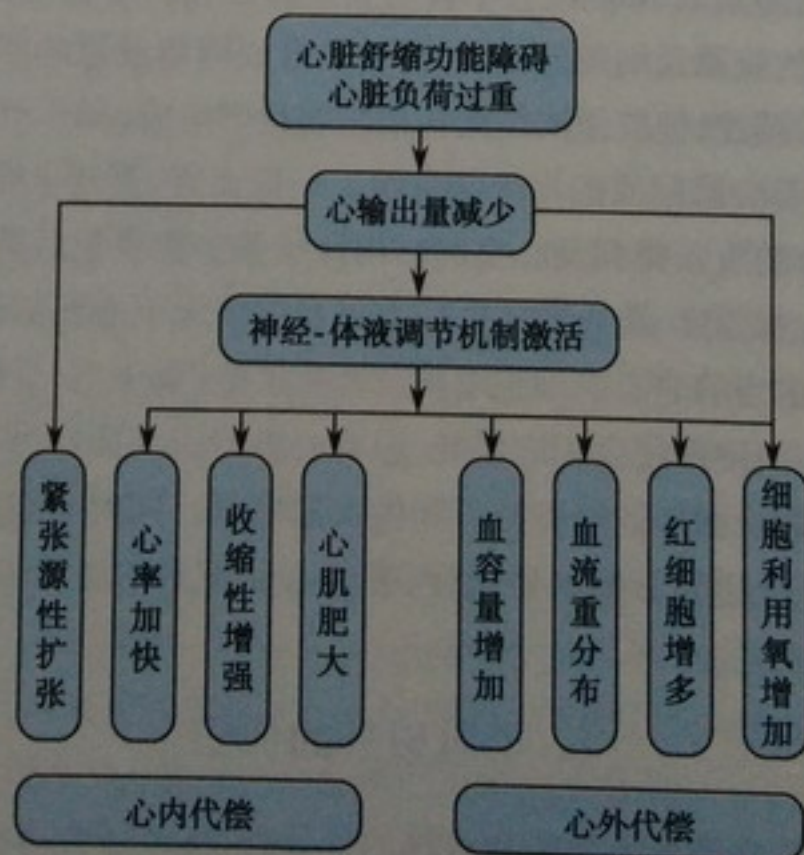 心脏舒缩功能障碍
心脏负荷过重
心输出量减少
神经-体液调节机制激活
紧张源性扩张
心率加快
收缩性增强
心肌肥大
血容量增加
血流重分布
红细胞增多
细胞利用氧增加
心内代偿
心外代偿